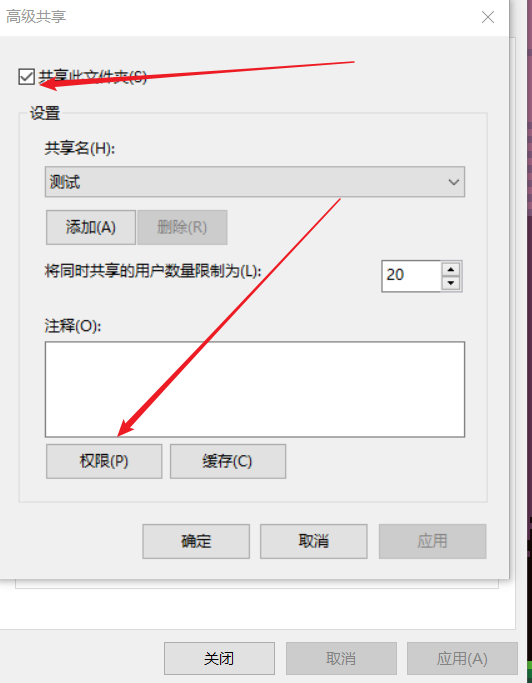 高级共享
共享此文件夹(S)
设置
共享名(H):
测试
添加(A) 删除(R)
将同时共享的用户数量限制为(L): 20
注释(O):
权限(P) 缓存(C)
确定 取消 应用
关闭 取消 应用(A)